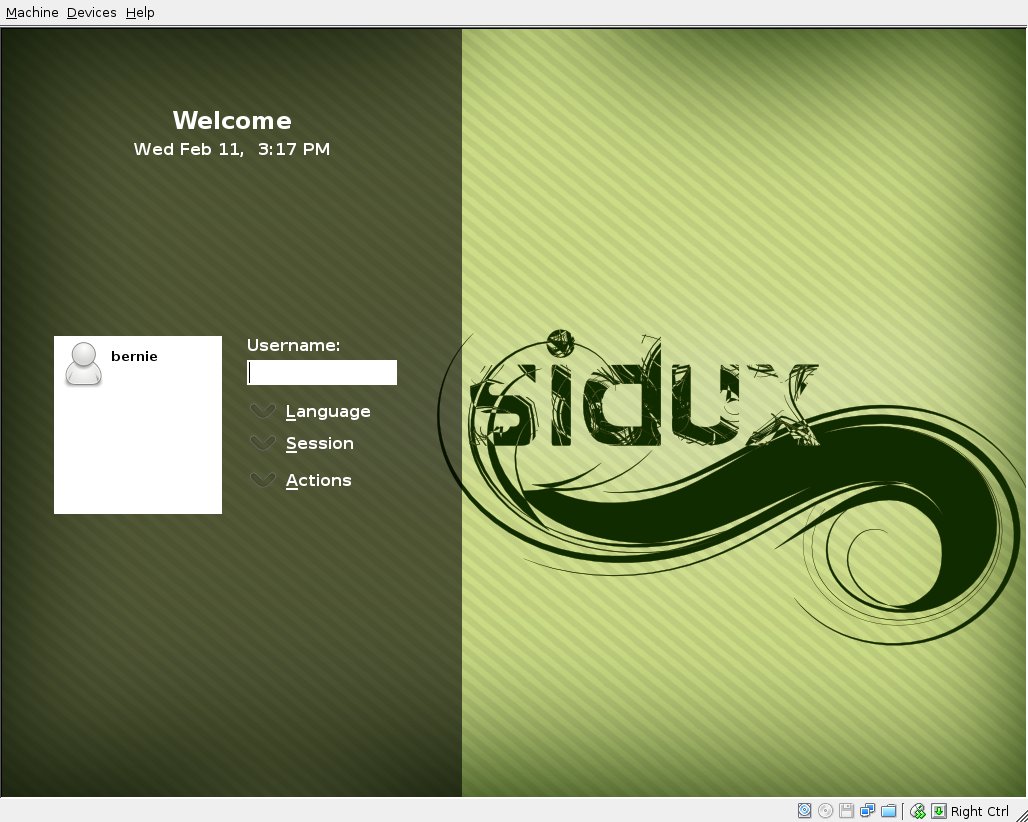 Machine Devices Help
Welcome
Wed Feb 11,  3:17 PM
bernie
Username:
Language
Session
Actions
sidux
Right Ctrl